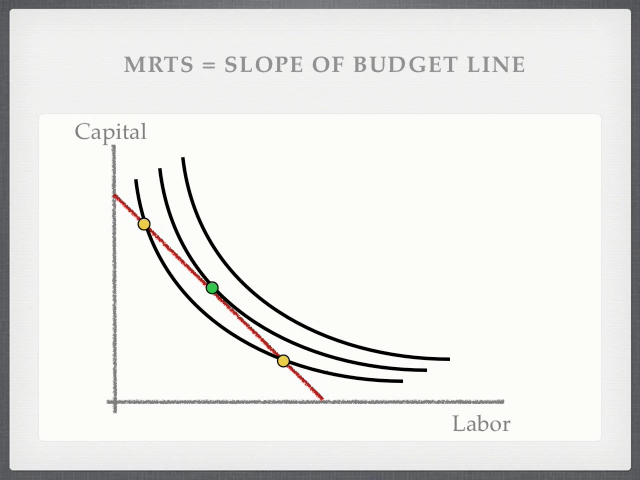 MRTS = SLOPE OF BUDGET LINE
Capital
Labor